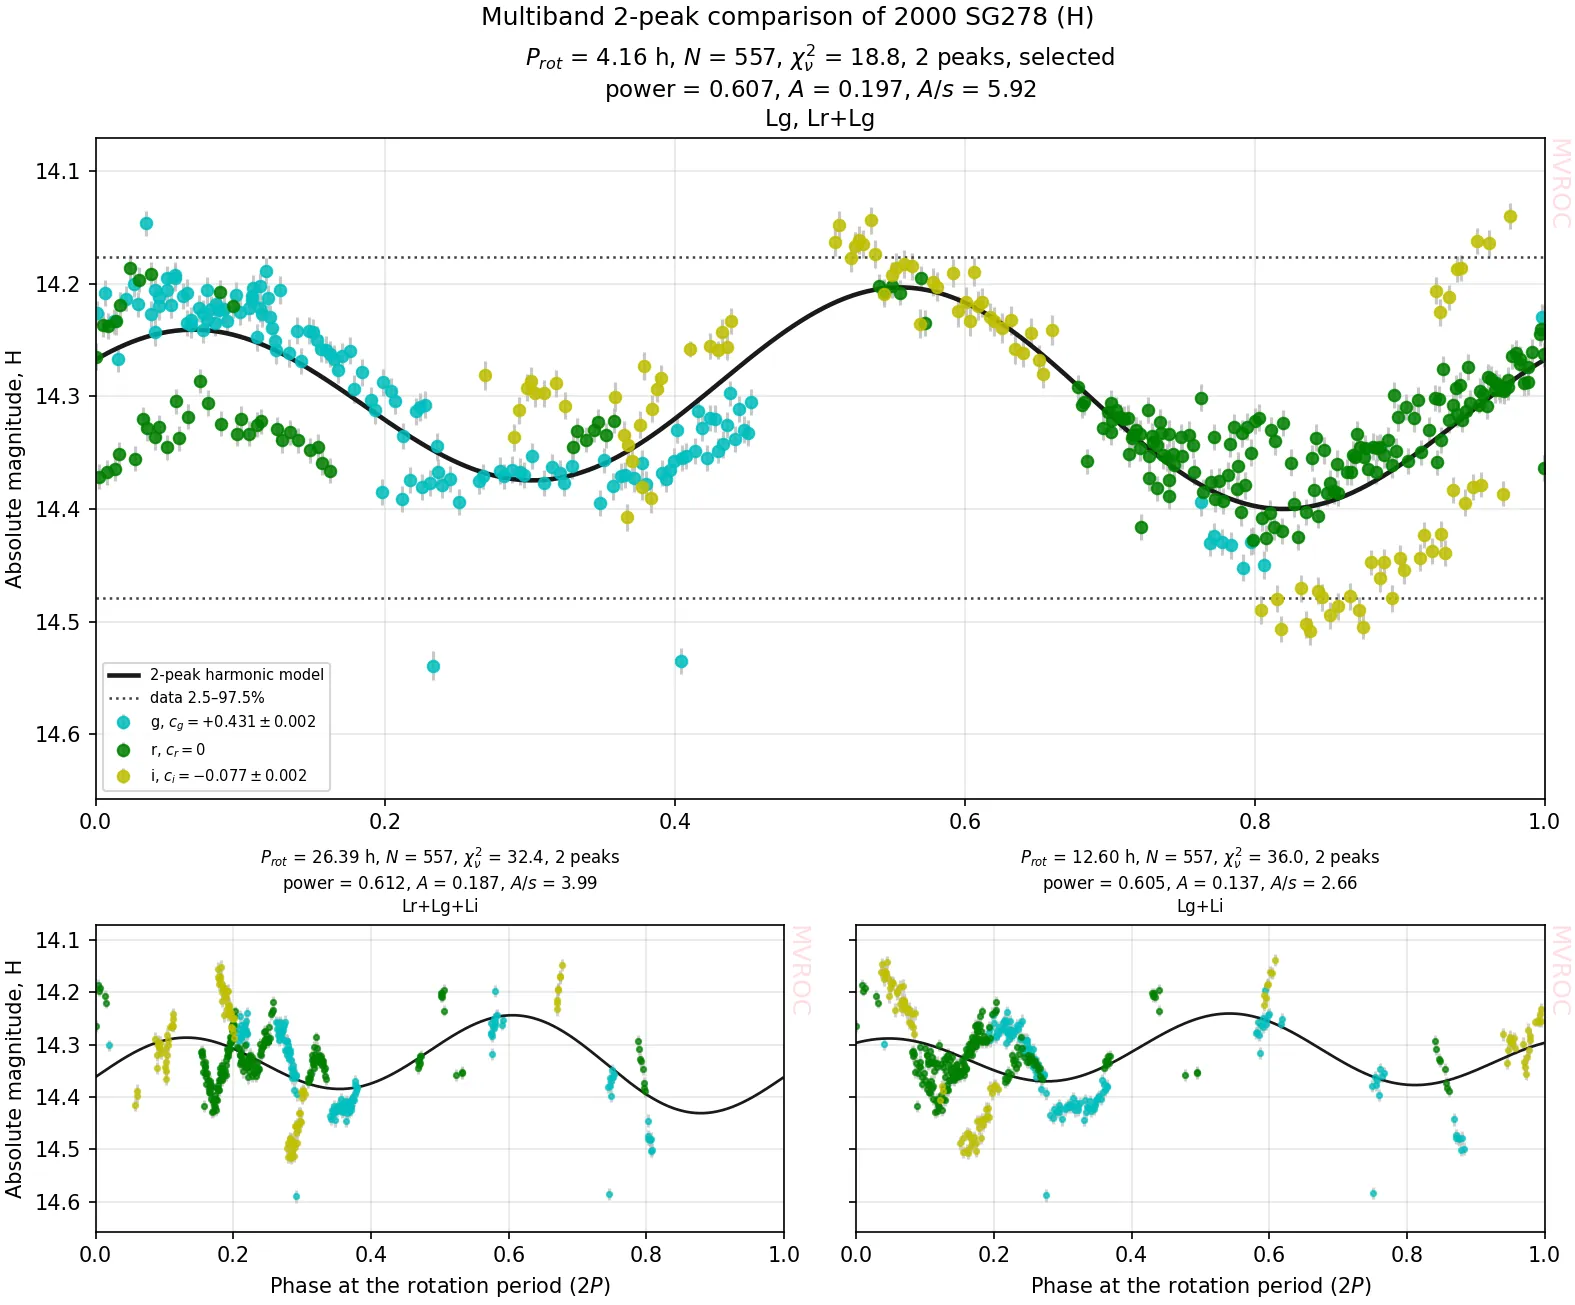 Multiband 2-peak comparison of 2000 SG278 (H)
P_rot = 4.16 h, N = 557, χ²_ν = 18.8, 2 peaks, selected
power = 0.607, A = 0.197, A/s = 5.92
Lg, Lr+Lg
MVROC
Absolute magnitude, H
14.1
14.2
14.3
14.4
14.5
14.6
2-peak harmonic model
data 2.5–97.5%
g, c_g = +0.431 ± 0.002
r, c_r = 0
i, c_i = −0.077 ± 0.002
0.0 0.2 0.4 0.6 0.8 1.0
P_rot = 26.39 h, N = 557, χ²_ν = 32.4, 2 peaks
power = 0.612, A = 0.187, A/s = 3.99
Lr+Lg+Li
MVROC
Absolute magnitude, H
14.1
14.2
14.3
14.4
14.5
14.6
0.0 0.2 0.4 0.6 0.8 1.0
Phase at the rotation period (2P)
P_rot = 12.60 h, N = 557, χ²_ν = 36.0, 2 peaks
power = 0.605, A = 0.137, A/s = 2.66
Lg+Li
MVROC
0.0 0.2 0.4 0.6 0.8 1.0
Phase at the rotation period (2P)